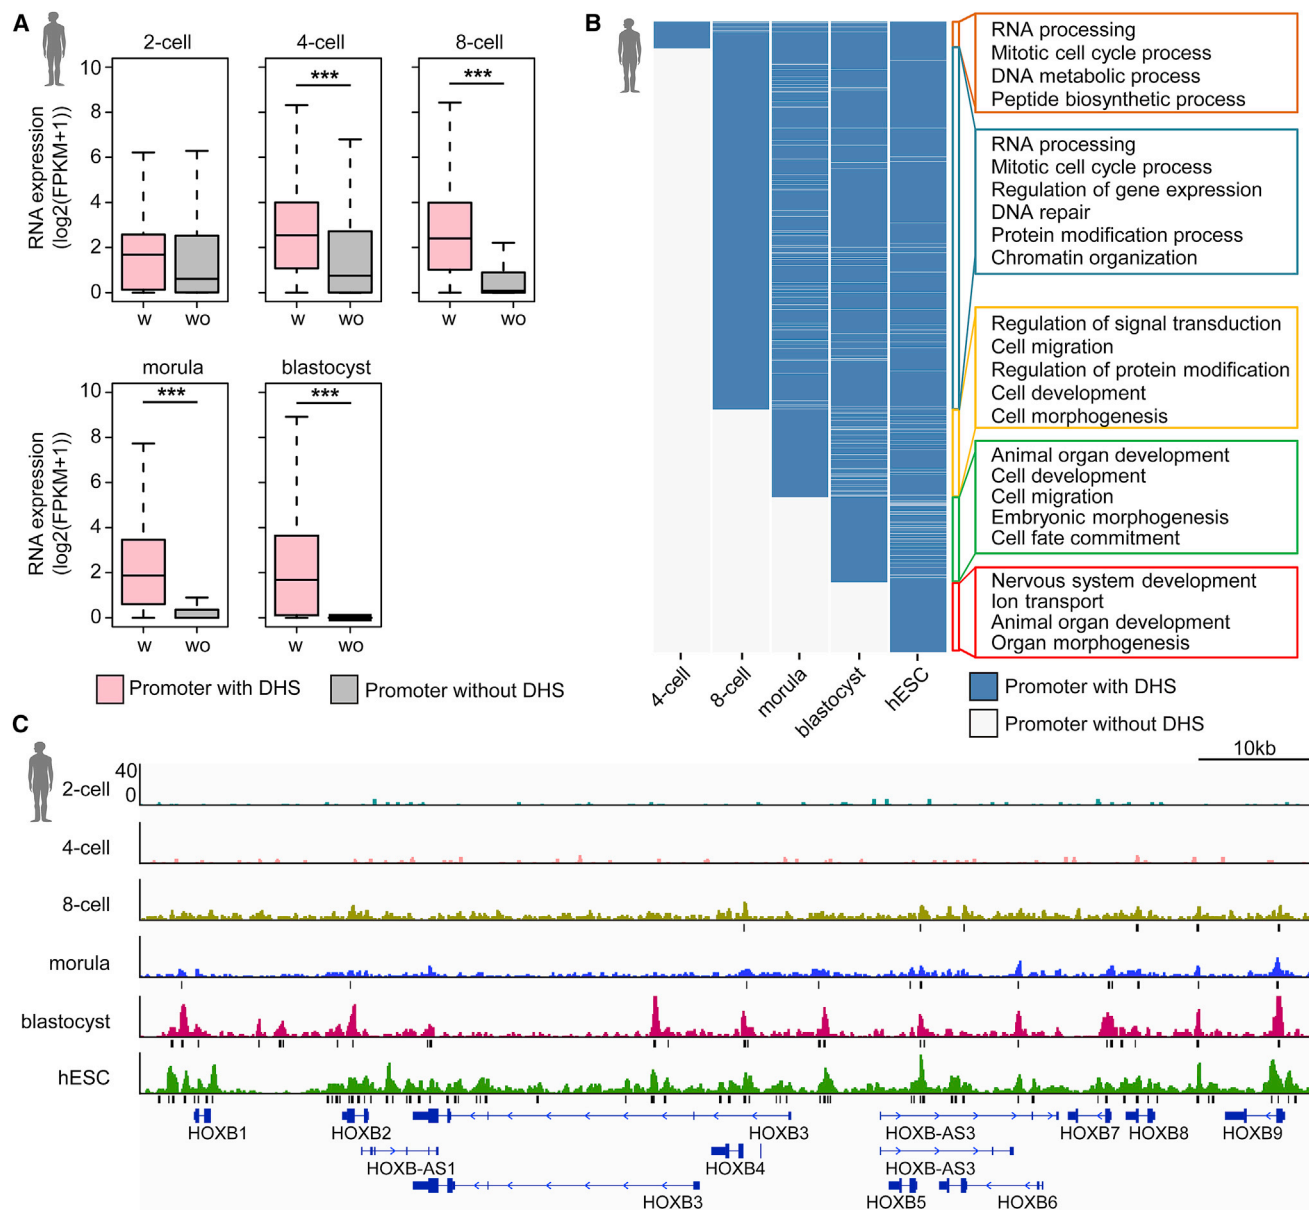 A
2-cell
4-cell
8-cell
RNA expression
(log2(FPKM+1))
10
8
6
4
2
0
***
***
w
wo
w
wo
w
wo
morula
blastocyst
RNA expression
(log2(FPKM+1))
10
8
6
4
2
0
***
***
w
wo
w
wo
Promoter with DHS
Promoter without DHS
B
RNA processing
Mitotic cell cycle process
DNA metabolic process
Peptide biosynthetic process
RNA processing
Mitotic cell cycle process
Regulation of gene expression
DNA repair
Protein modification process
Chromatin organization
Regulation of signal transduction
Cell migration
Regulation of protein modification
Cell development
Cell morphogenesis
Animal organ development
Cell development
Cell migration
Embryonic morphogenesis
Cell fate commitment
Nervous system development
Ion transport
Animal organ development
Organ morphogenesis
4-cell
8-cell
morula
blastocyst
hESC
Promoter with DHS
Promoter without DHS
C
10kb
40
0
2-cell
4-cell
8-cell
morula
blastocyst
hESC
HOXB1
HOXB2
HOXB3
HOXB-AS3
HOXB7
HOXB8
HOXB9
HOXB-AS1
HOXB4
HOXB-AS3
HOXB3
HOXB5
HOXB6